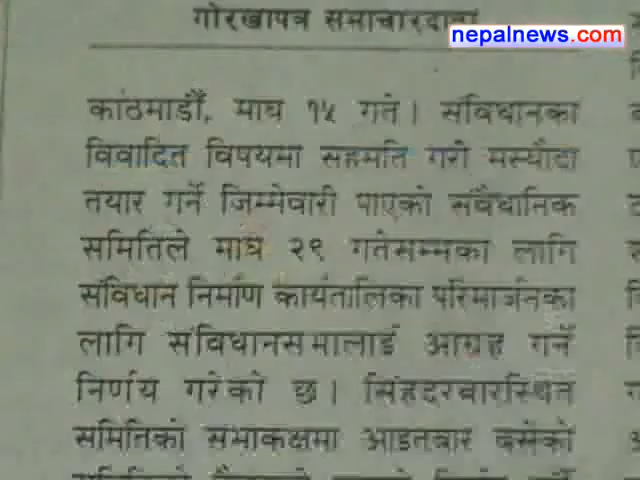 गोरखापत्र समाचारदाता
nepalnews.com
काठमाडौँ, माघ १५ गते । संविधानका
विवादित विषयमा सहमति गरी मस्यौदा
तयार गर्ने जिम्मेवारी पाएको संवैधानिक
समितिले माघ २९ गतेसम्मका लागि
संविधान निर्माण कार्यतालिका परिमार्जनका
लागि संविधानसभालाई आग्रह गर्ने
निर्णय गरेको छ । सिंहदरबारस्थित
समितिको सभाकक्षमा आइतबार बसेको